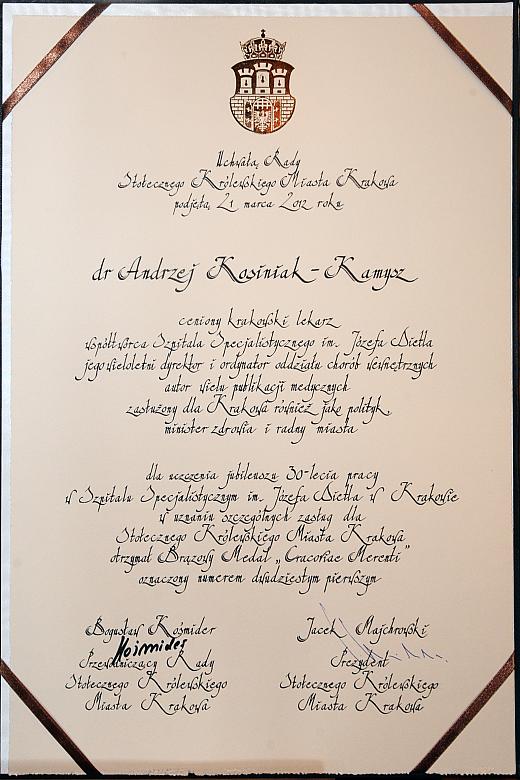 Uchwałą Rady
Stołecznego Królewskiego Miasta Krakowa
podjętą 21 marca 2012 roku
dr Andrzej Kosiniak-Kamysz
ceniony krakowski lekarz
współtwórca Szpitala Specjalistycznego im. Józefa Dietla
jego wieloletni dyrektor i ordynator oddziału chorób wewnętrznych
autor wielu publikacji medycznych
zasłużony dla Krakowa również jako polityk,
minister zdrowia i radny miasta
dla uczczenia jubileuszu 30-lecia pracy
w Szpitalu Specjalistycznym im. Józefa Dietla w Krakowie
w uznaniu szczególnych zasług dla
Stołecznego Królewskiego Miasta Krakowa
otrzymał Brązowy Medal „Cracoviae Merenti"
oznaczony numerem dwudziestym pierwszym
Bogusław Kośmider
Kośmider
Przewodniczący Rady
Stołecznego Królewskiego
Miasta Krakowa
Jacek Majchrowski
Prezydent
Stołecznego Królewskiego
Miasta Krakowa